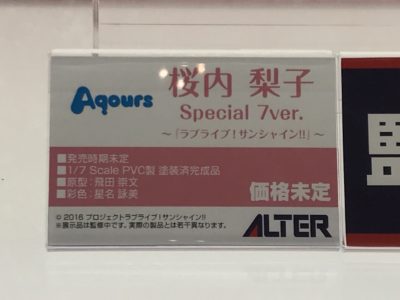 Aqours
桜内 梨子
Special 7ver.
～『ラブライブ！サンシャイン!!』～
■発売時期未定
■1/7 Scale PVC製 塗装済完成品
■原型：飛田 崇文
■彩色：星名 詠美
価格未定
© 2016 プロジェクトラブライブ！サンシャイン!!
※展示品は監修中です。実際の製品とは若干異なります。
ALTER